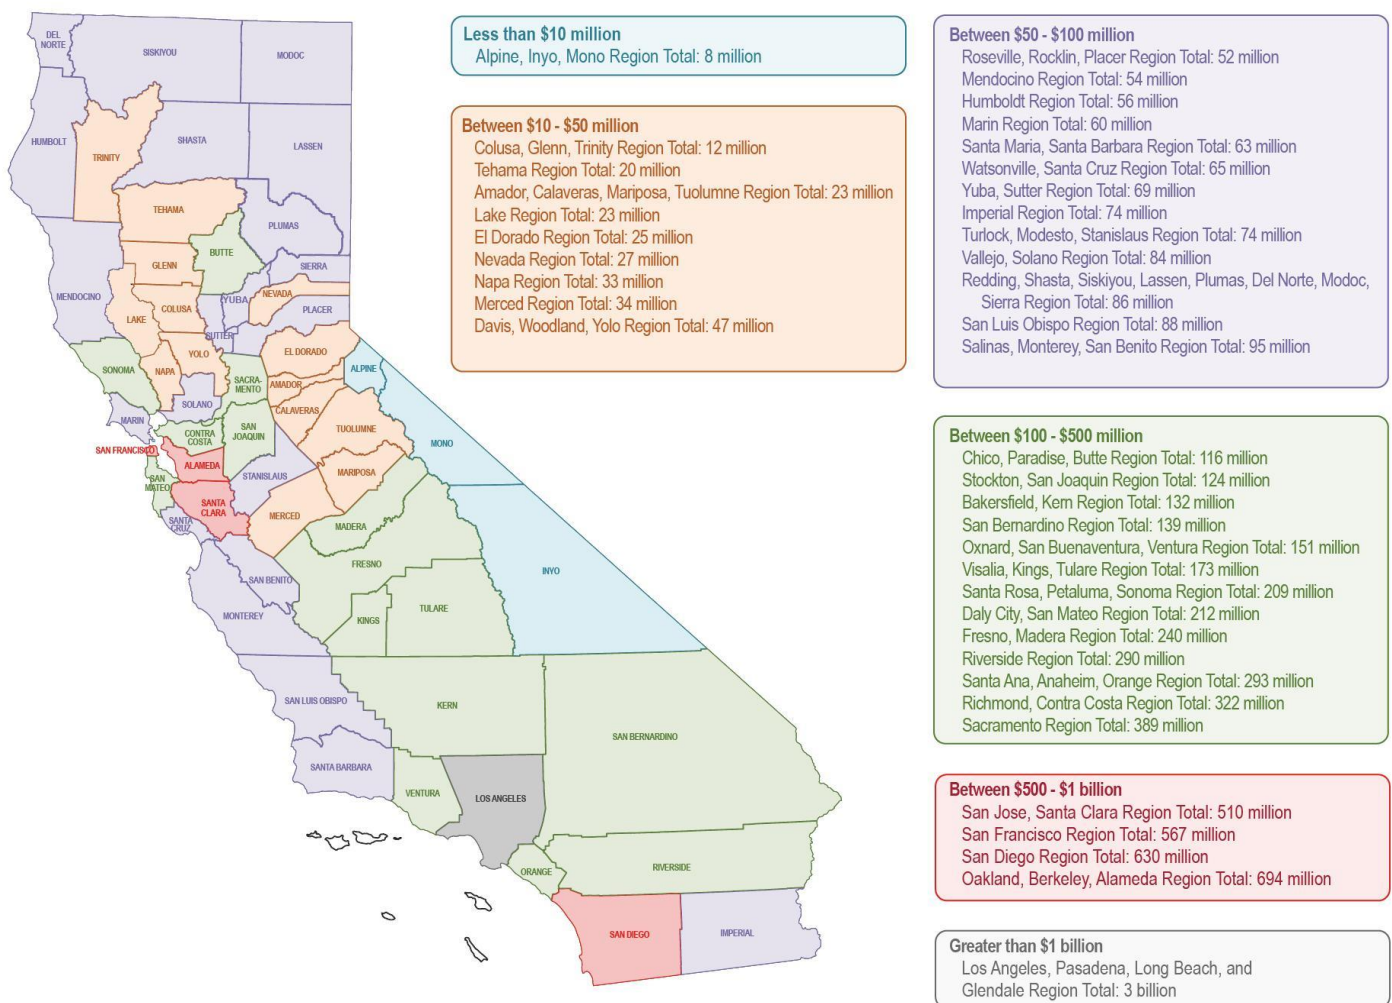 DEL
NORTE
SISKIYOU
MODOC
HUMBOLT
TRINITY
SHASTA
LASSEN
TEHAMA
PLUMAS
BUTTE
GLENN
SIERRA
MENDOCINO
LAKE
COLUSA
YUBA
NEVADA
PLACER
SUTTER
SONOMA
NAPA
YOLO
EL DORADO
SACRA-
MENTO
ALPINE
AMADOR
SOLANO
CALAVERAS
MARIN
CONTRA
COSTA
SAN
JOAQUIN
TUOLUMNE
MONO
SAN FRANCISCO
ALAMEDA
STANISLAUS
MARIPOSA
SAN
MATEO
SANTA
CLARA
MERCED
SANTA
CRUZ
MADERA
FRESNO
INYO
SAN BENITO
MONTEREY
KINGS
TULARE
SAN LUIS OBISPO
KERN
SAN BERNARDINO
SANTA BARBARA
VENTURA
LOS ANGELES
ORANGE
RIVERSIDE
SAN DIEGO
IMPERIAL
Less than $10 million
Alpine, Inyo, Mono Region Total: 8 million
Between $10 - $50 million
Colusa, Glenn, Trinity Region Total: 12 million
Tehama Region Total: 20 million
Amador, Calaveras, Mariposa, Tuolumne Region Total: 23 million
Lake Region Total: 23 million
El Dorado Region Total: 25 million
Nevada Region Total: 27 million
Napa Region Total: 33 million
Merced Region Total: 34 million
Davis, Woodland, Yolo Region Total: 47 million
Between $50 - $100 million
Roseville, Rocklin, Placer Region Total: 52 million
Mendocino Region Total: 54 million
Humboldt Region Total: 56 million
Marin Region Total: 60 million
Santa Maria, Santa Barbara Region Total: 63 million
Watsonville, Santa Cruz Region Total: 65 million
Yuba, Sutter Region Total: 69 million
Imperial Region Total: 74 million
Turlock, Modesto, Stanislaus Region Total: 74 million
Vallejo, Solano Region Total: 84 million
Redding, Shasta, Siskiyou, Lassen, Plumas, Del Norte, Modoc,
Sierra Region Total: 86 million
San Luis Obispo Region Total: 88 million
Salinas, Monterey, San Benito Region Total: 95 million
Between $100 - $500 million
Chico, Paradise, Butte Region Total: 116 million
Stockton, San Joaquin Region Total: 124 million
Bakersfield, Kern Region Total: 132 million
San Bernardino Region Total: 139 million
Oxnard, San Buenaventura, Ventura Region Total: 151 million
Visalia, Kings, Tulare Region Total: 173 million
Santa Rosa, Petaluma, Sonoma Region Total: 209 million
Daly City, San Mateo Region Total: 212 million
Fresno, Madera Region Total: 240 million
Riverside Region Total: 290 million
Santa Ana, Anaheim, Orange Region Total: 293 million
Richmond, Contra Costa Region Total: 322 million
Sacramento Region Total: 389 million
Between $500 - $1 billion
San Jose, Santa Clara Region Total: 510 million
San Francisco Region Total: 567 million
San Diego Region Total: 630 million
Oakland, Berkeley, Alameda Region Total: 694 million
Greater than $1 billion
Los Angeles, Pasadena, Long Beach, and
Glendale Region Total: 3 billion